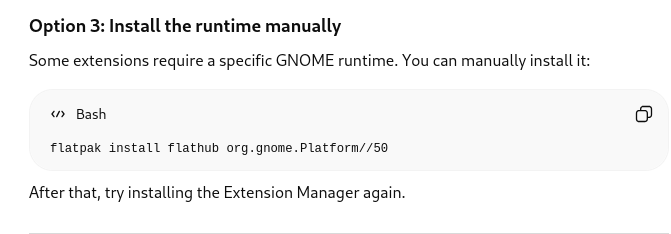 Option 3: Install the runtime manually
Some extensions require a specific GNOME runtime. You can manually install it:
Bash
flatpak install flathub org.gnome.Platform//50
After that, try installing the Extension Manager again.